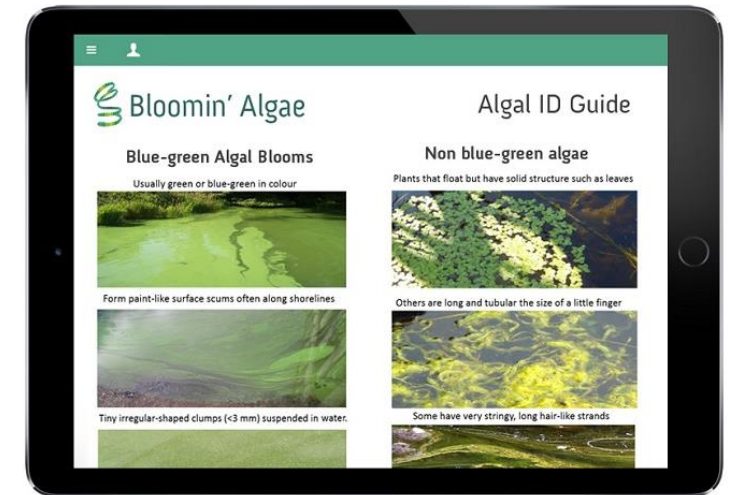 Bloomin' Algae
Algal ID Guide
Blue-green Algal Blooms
Usually green or blue-green in colour
Form paint-like surface scums often along shorelines
Tiny irregular-shaped clumps (<3 mm) suspended in water.
Non blue-green algae
Plants that float but have solid structure such as leaves
Others are long and tubular the size of a little finger
Some have very stringy, long hair-like strands